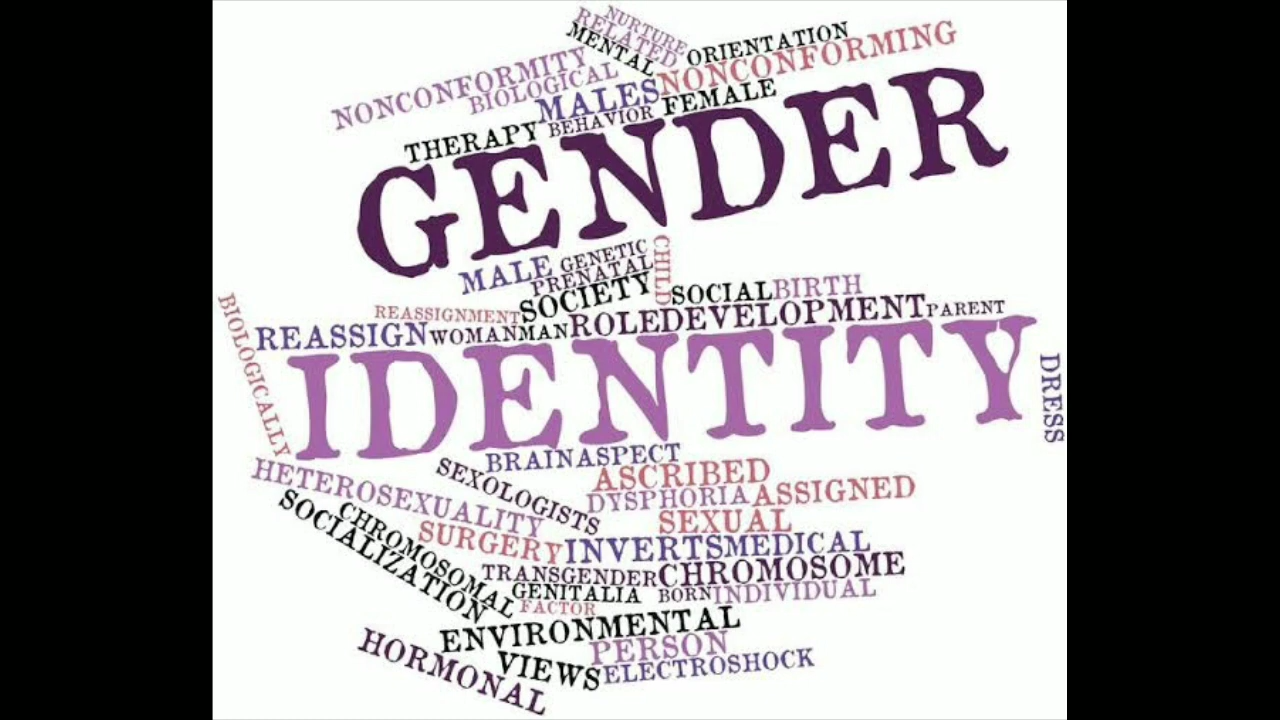 NURTURE
RELATED
MENTAL
ORIENTATION
NONCONFORMITY
NONCONFORMING
BIOLOGICAL
MALES
FEMALE
THERAPY
BEHAVIOR
GENDER
MALE
GENETIC
CHILD
PRENATAL
SOCIETY
SOCIAL
BIRTH
REASSIGNMENT
REASSIGN
WOMAN
MAN
ROLE
DEVELOPMENT
PARENT
BIOLOGICALLY
IDENTITY
DRESS
BRAIN
ASPECT
SEXOLOGISTS
ASCRIBED
HETEROSEXUALITY
DYSPHORIA
ASSIGNED
SEXUAL
SOCIALIZATION
CHROMOSOMAL
SURGERY
INVERTS
MEDICAL
TRANSGENDER
CHROMOSOME
GENITALIA
BORN
INDIVIDUAL
FACTOR
ENVIRONMENTAL
PERSON
HORMONAL
VIEWS
ELECTROSHOCK